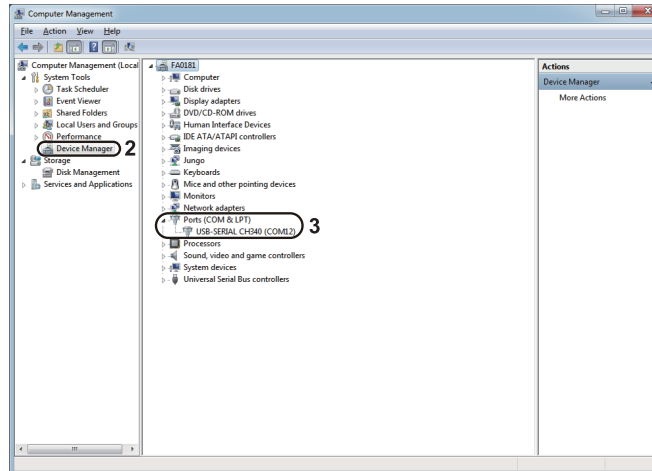 Computer Management
File Action View Help
Computer Management (Local
System Tools
Task Scheduler
Event Viewer
Shared Folders
Local Users and Groups
Performance
Device Manager
2
Storage
Disk Management
Services and Applications
FA0181
Computer
Disk drives
Display adapters
DVD/CD-ROM drives
Human Interface Devices
IDE ATA/ATAPI controllers
Imaging devices
Jungo
Keyboards
Mice and other pointing devices
Monitors
Network adapters
Ports (COM & LPT)
USB-SERIAL CH340 (COM12)
3
Processors
Sound, video and game controllers
System devices
Universal Serial Bus controllers
Actions
Device Manager
More Actions